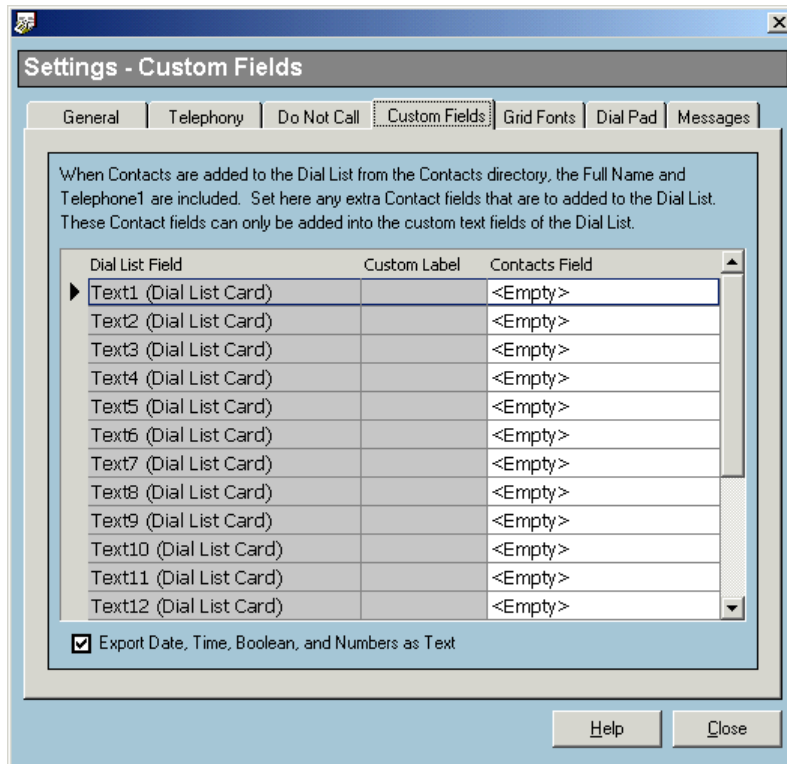 Settings - Custom Fields
General Telephony Do Not Call Custom Fields Grid Fonts Dial Pad Messages
When Contacts are added to the Dial List from the Contacts directory, the Full Name and
Telephone1 are included. Set here any extra Contact fields that are to added to the Dial List.
These Contact fields can only be added into the custom text fields of the Dial List.
Dial List Field Custom Label Contacts Field
Text1 (Dial List Card) <Empty>
Text2 (Dial List Card) <Empty>
Text3 (Dial List Card) <Empty>
Text4 (Dial List Card) <Empty>
Text5 (Dial List Card) <Empty>
Text6 (Dial List Card) <Empty>
Text7 (Dial List Card) <Empty>
Text8 (Dial List Card) <Empty>
Text9 (Dial List Card) <Empty>
Text10 (Dial List Card) <Empty>
Text11 (Dial List Card) <Empty>
Text12 (Dial List Card) <Empty>
Export Date, Time, Boolean, and Numbers as Text
Help Close